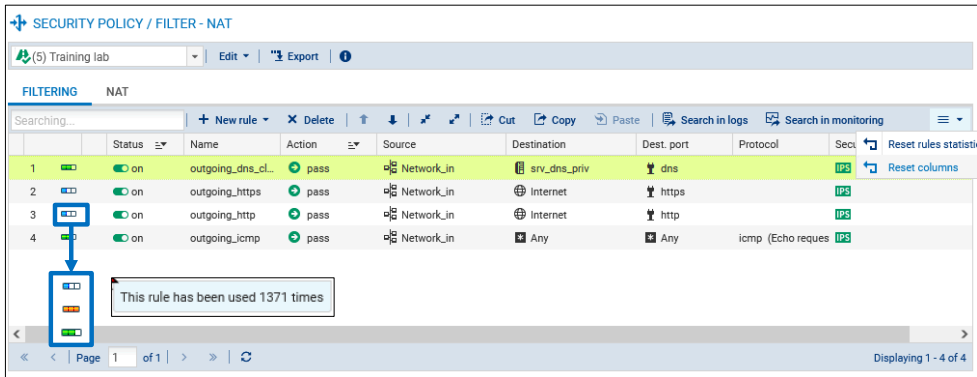 SECURITY POLICY / FILTER - NAT
(5) Training lab Edit Export
FILTERING NAT
Searching... + New rule Delete Cut Copy Paste Search in logs Search in monitoring
Reset rules statisti
Reset columns
Status Name Action Source Destination Dest. port Protocol Secu
1 on outgoing_dns_cl... pass Network_in srv_dns_priv dns IPS
2 on outgoing_https pass Network_in Internet https IPS
3 on outgoing_http pass Network_in Internet http IPS
4 on outgoing_icmp pass Network_in Any Any icmp (Echo reques IPS
This rule has been used 1371 times
« < Page 1 of 1 > » Displaying 1 - 4 of 4